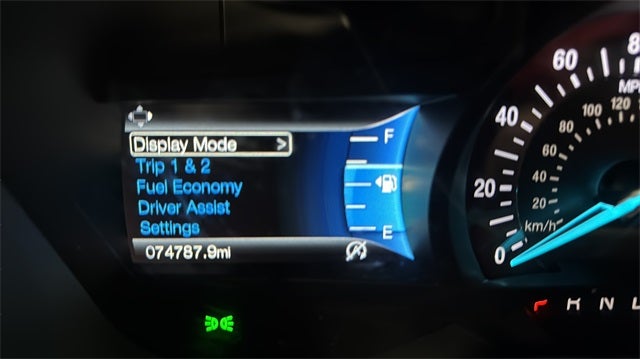 Display Mode >
Trip 1 & 2
Fuel Economy
Driver Assist
Settings
074787.9mi
F
E
0
20
40
60
20
40
60
80
100
120
km/h
R N